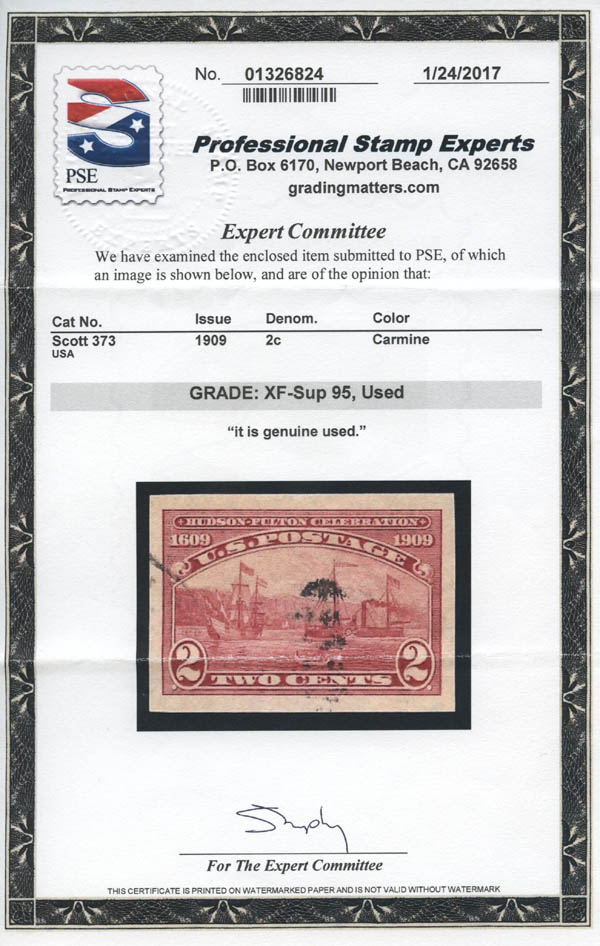 No. 01326824 1/24/2017
PSE
PROFESSIONAL STAMP EXPERTS
Professional Stamp Experts
P.O. Box 6170, Newport Beach, CA 92658
gradingmatters.com
Expert Committee
We have examined the enclosed item submitted to PSE, of which
an image is shown below, and are of the opinion that:
Cat No. Issue Denom. Color
Scott 373 1909 2c Carmine
USA
GRADE: XF-Sup 95, Used
“it is genuine used.”
HUDSON-FULTON CELEBRATION
1609 1909
U.S. POSTAGE
2 2
TWO CENTS
For The Expert Committee
THIS CERTIFICATE IS PRINTED ON WATERMARKED PAPER AND IS NOT VALID WITHOUT WATERMARK